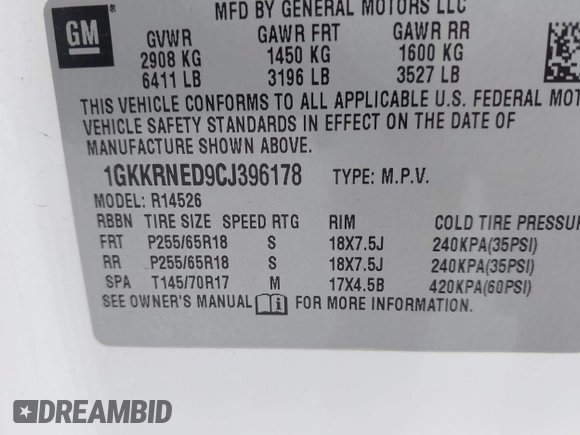 MFD BY GENERAL MOTORS LLC
GM
GVWR GAWR FRT GAWR RR
2908 KG 1450 KG 1600 KG
6411 LB 3196 LB 3527 LB
THIS VEHICLE CONFORMS TO ALL APPLICABLE U.S. FEDERAL MOT
VEHICLE SAFETY STANDARDS IN EFFECT ON THE DATE OF
MANUFACTURE SHOWN ABOVE.
1GKKRNED9CJ396178 TYPE: M.P.V.
MODEL: R14526
RBBN TIRE SIZE SPEED RTG RIM COLD TIRE PRESSUR
FRT P255/65R18 S 18X7.5J 240KPA(35PSI)
RR P255/65R18 S 18X7.5J 240KPA(35PSI)
SPA T145/70R17 M 17X4.5B 420KPA(60PSI)
SEE OWNER'S MANUAL FOR MORE INFORMATION.
DREAMBID